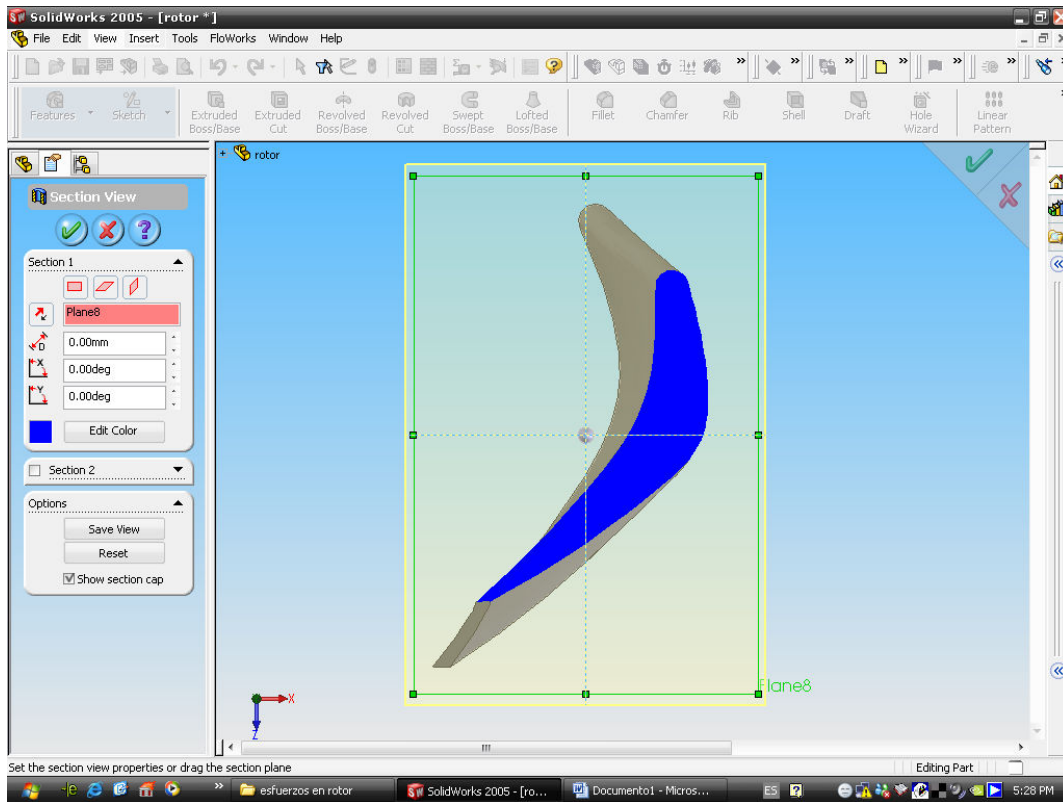 SolidWorks 2005 - [rotor *]
File Edit View Insert Tools FloWorks Window Help
Features Sketch Extruded Boss/Base Extruded Cut Revolved Boss/Base Revolved Cut Swept Boss/Base Lofted Boss/Base Fillet Chamfer Rib Shell Draft Hole Wizard Linear Pattern
+ rotor
Section View
Section 1
Plane8
D 0.00mm
X 0.00deg
Y 0.00deg
Edit Color
Section 2
Options
Save View
Reset
Show section cap
Plane8
X
Z
Set the section view properties or drag the section plane
Editing Part
esfuerzos en rotor
SolidWorks 2005 - [ro...
Documento1 - Micros...
ES
5:28 PM